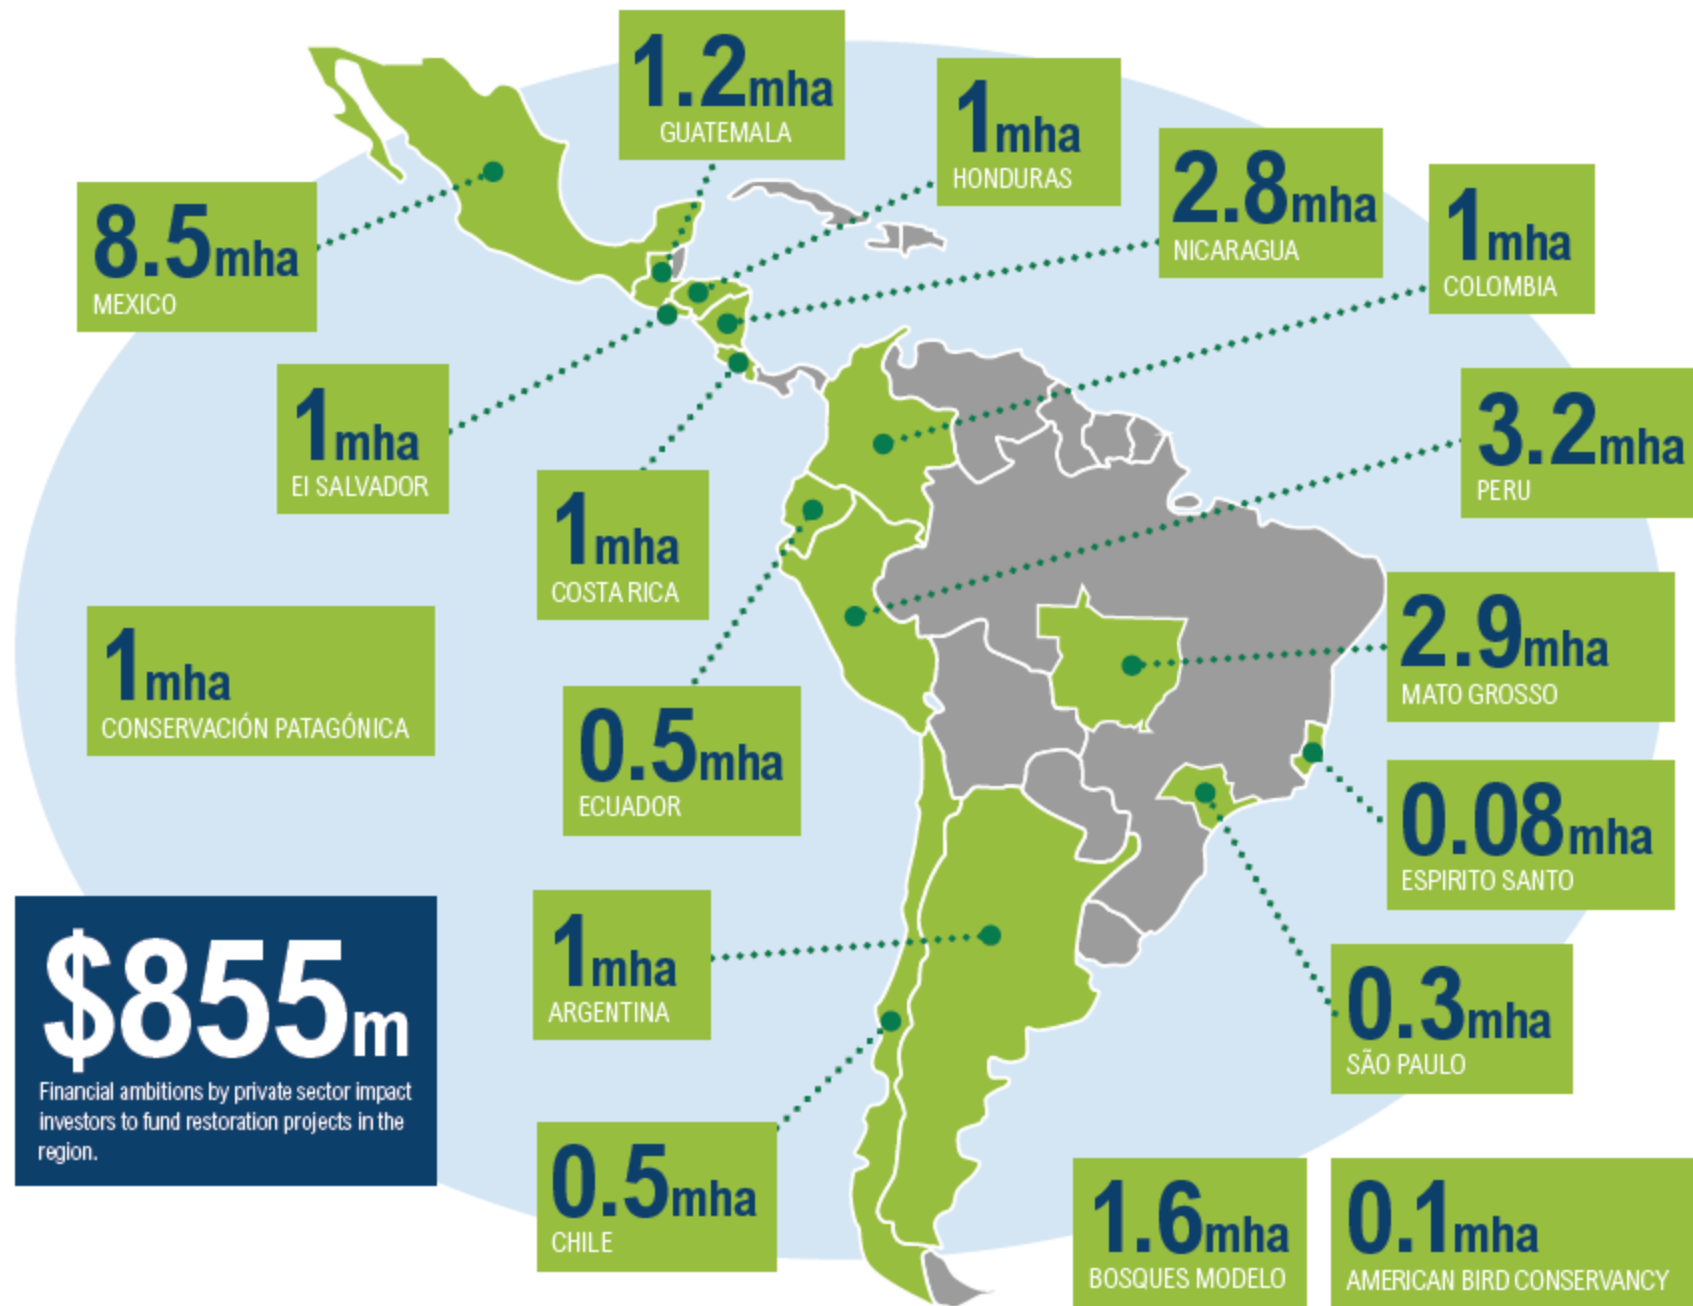 1.2mha
GUATEMALA
1mha
HONDURAS
2.8mha
NICARAGUA
1mha
COLOMBIA
8.5mha
MEXICO
1mha
El SALVADOR
3.2mha
PERU
1mha
COSTA RICA
2.9mha
MATO GROSSO
1mha
CONSERVACIÓN PATAGÓNICA
0.5mha
ECUADOR
0.08mha
ESPIRITO SANTO
1mha
ARGENTINA
0.3mha
SÃO PAULO
$855m
Financial ambitions by private sector impact
investors to fund restoration projects in the
region.
0.5mha
CHILE
1.6mha
BOSQUES MODELO
0.1mha
AMERICAN BIRD CONSERVANCY